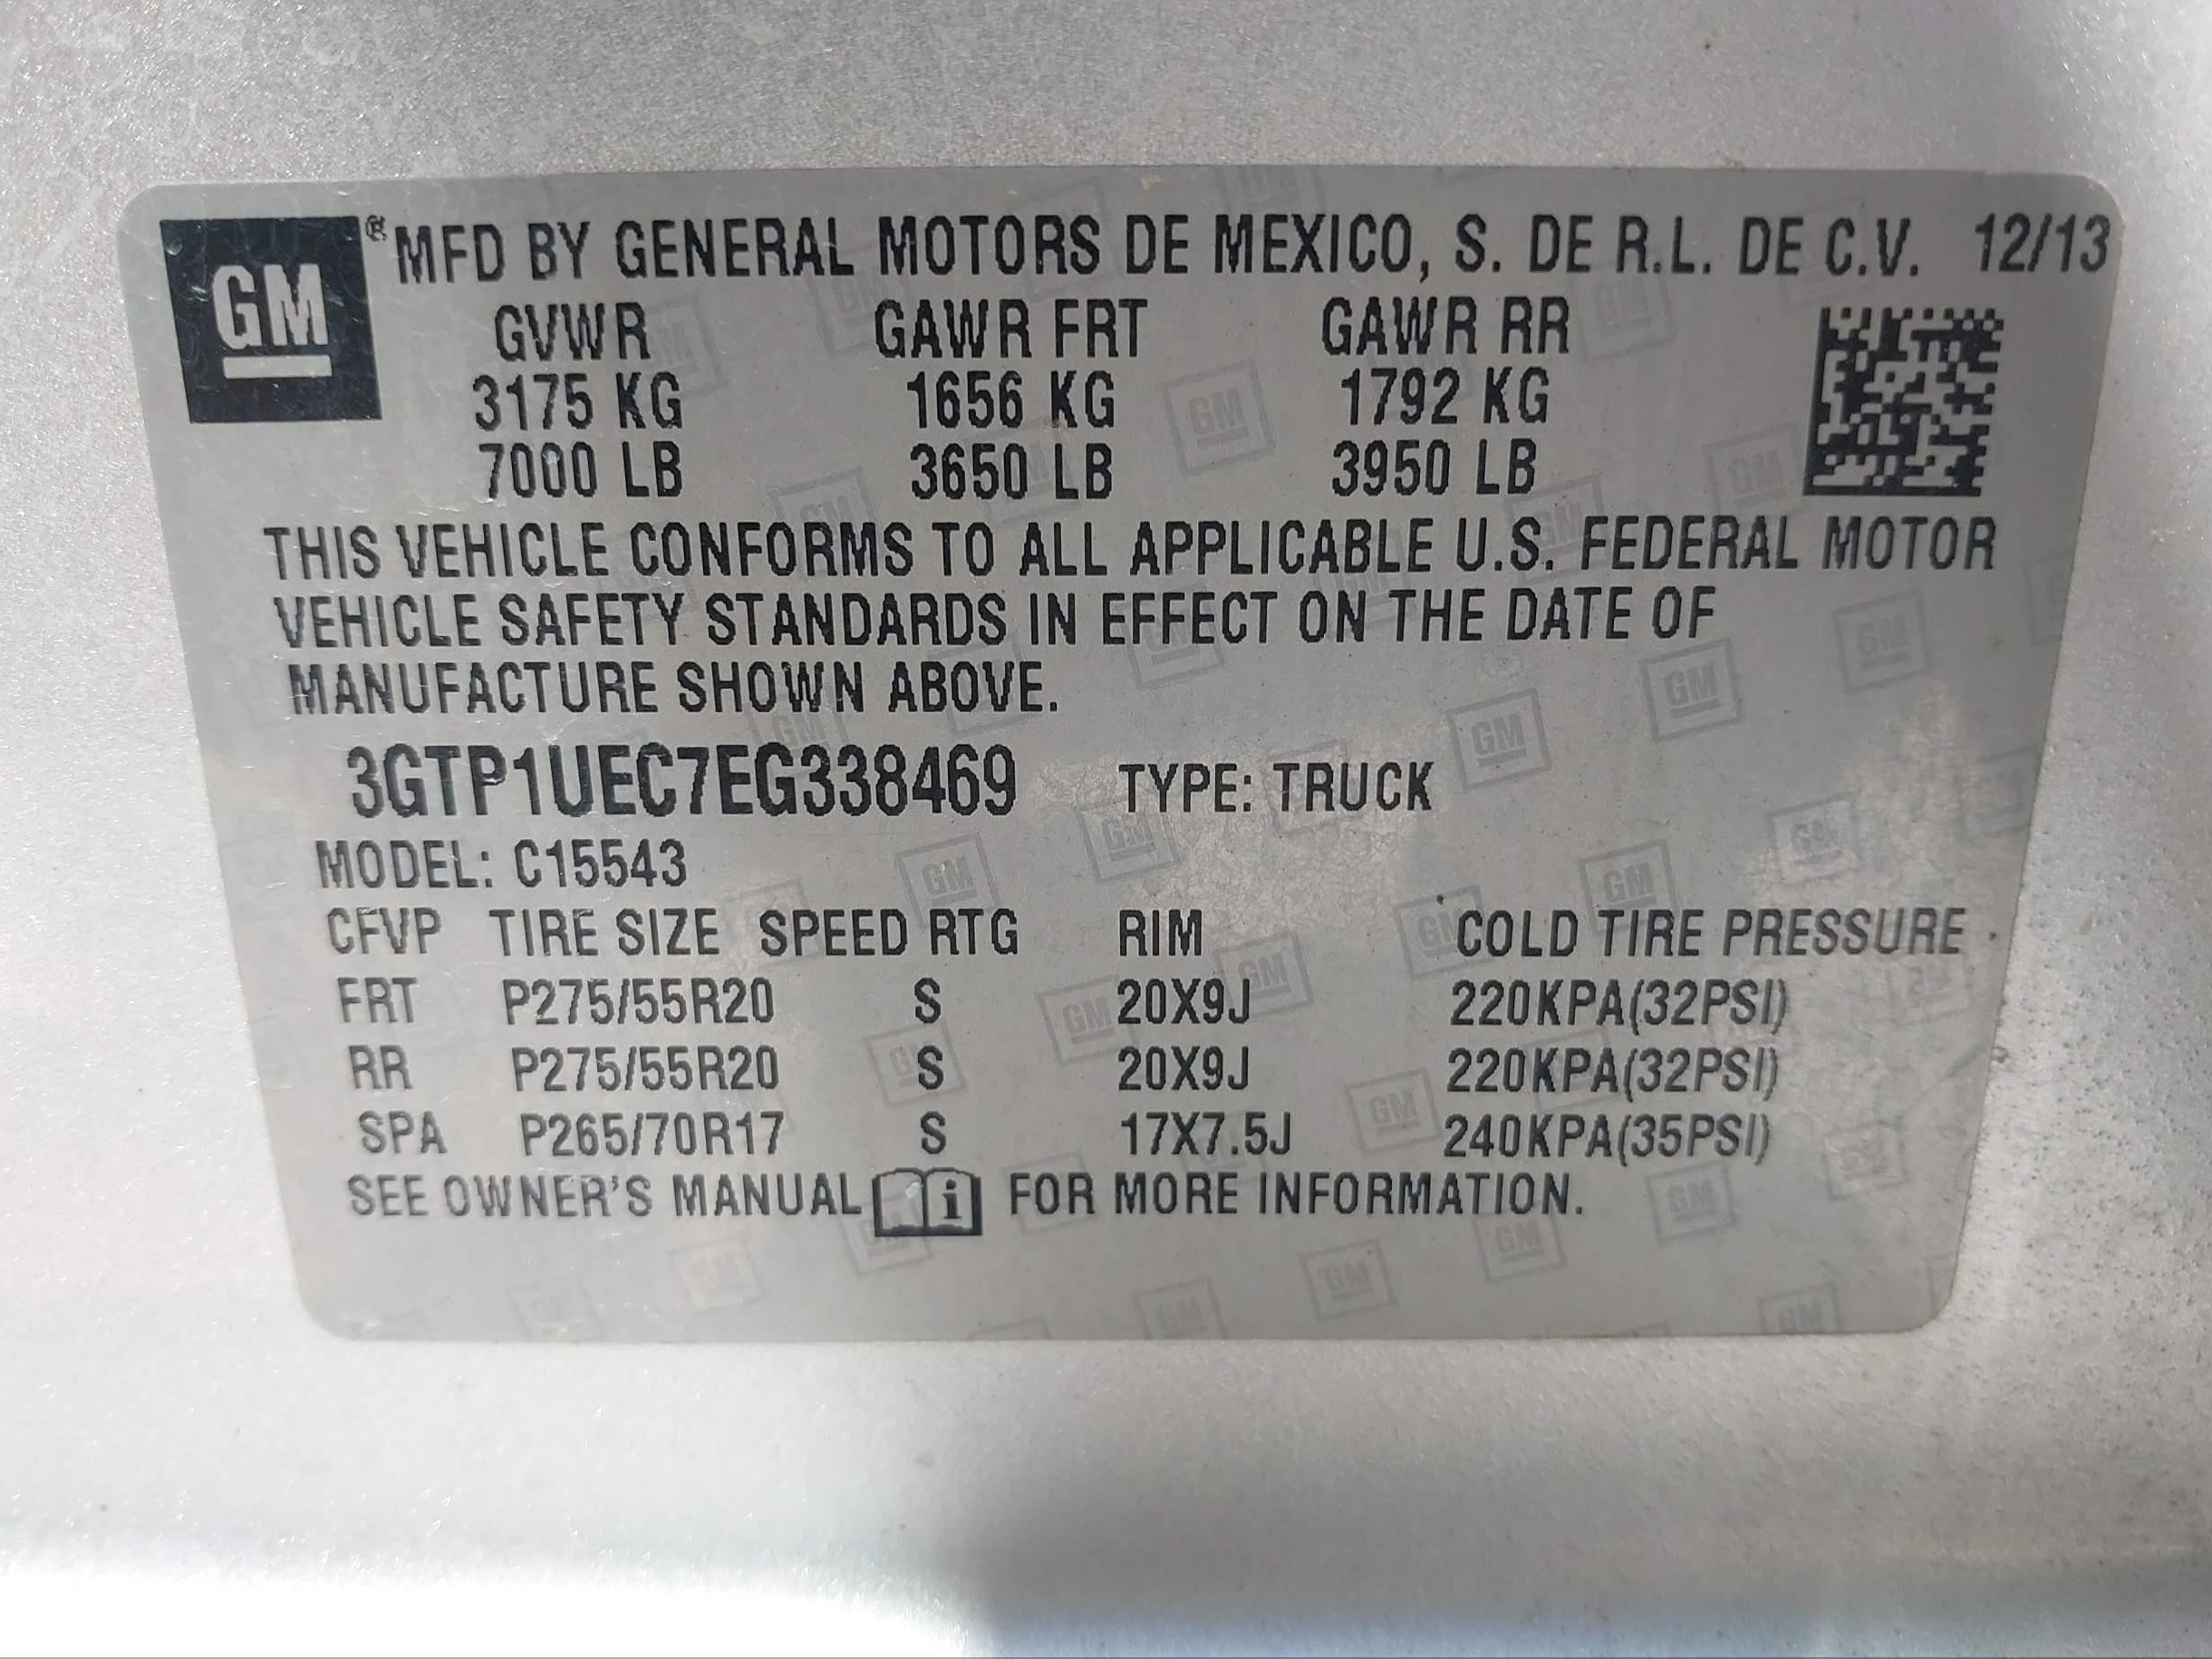 GM ® MFD BY GENERAL MOTORS DE MEXICO, S. DE R.L. DE C.V. 12/13
GVWR GAWR FRT GAWR RR
3175 KG 1656 KG 1792 KG
7000 LB 3650 LB 3950 LB
THIS VEHICLE CONFORMS TO ALL APPLICABLE U.S. FEDERAL MOTOR
VEHICLE SAFETY STANDARDS IN EFFECT ON THE DATE OF
MANUFACTURE SHOWN ABOVE.
3GTP1UEC7EG338469 TYPE: TRUCK
MODEL: C15543
CFVP TIRE SIZE SPEED RTG RIM COLD TIRE PRESSURE
FRT P275/55R20 S 20X9J 220KPA(32PSI)
RR P275/55R20 S 20X9J 220KPA(32PSI)
SPA P265/70R17 S 17X7.5J 240KPA(35PSI)
SEE OWNER'S MANUAL i FOR MORE INFORMATION.